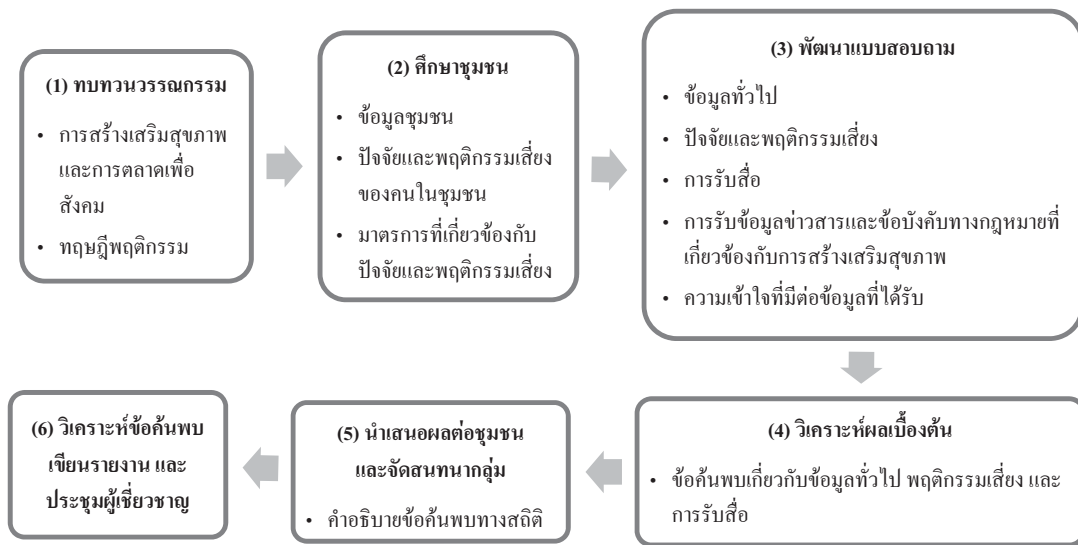 (1) ทบทวนวรรณกรรม
• การสร้างเสริมสุขภาพ
และการตลาดเพื่อ
สังคม
• ทฤษฎีพฤติกรรม
(2) ศึกษาชุมชน
• ข้อมูลชุมชน
• ปัจจัยและพฤติกรรมเสี่ยง
ของคนในชุมชน
• มาตรการที่เกี่ยวข้องกับ
ปัจจัยและพฤติกรรมเสี่ยง
(3) พัฒนาแบบสอบถาม
• ข้อมูลทั่วไป
• ปัจจัยและพฤติกรรมเสี่ยง
• การรับสื่อ
• การรับข้อมูลข่าวสารและข้อบังคับทางกฎหมายที่
เกี่ยวข้องกับการสร้างเสริมสุขภาพ
• ความเข้าใจที่มีต่อข้อมูลที่ได้รับ
(4) วิเคราะห์ผลเบื้องต้น
• ข้อค้นพบเกี่ยวกับข้อมูลทั่วไป พฤติกรรมเสี่ยง และ
การรับสื่อ
(5) นำเสนอผลต่อชุมชน
และจัดสนทนากลุ่ม
• คำอธิบายข้อค้นพบทางสถิติ
(6) วิเคราะห์ข้อค้นพบ
เขียนรายงาน และ
ประชุมผู้เชี่ยวชาญ